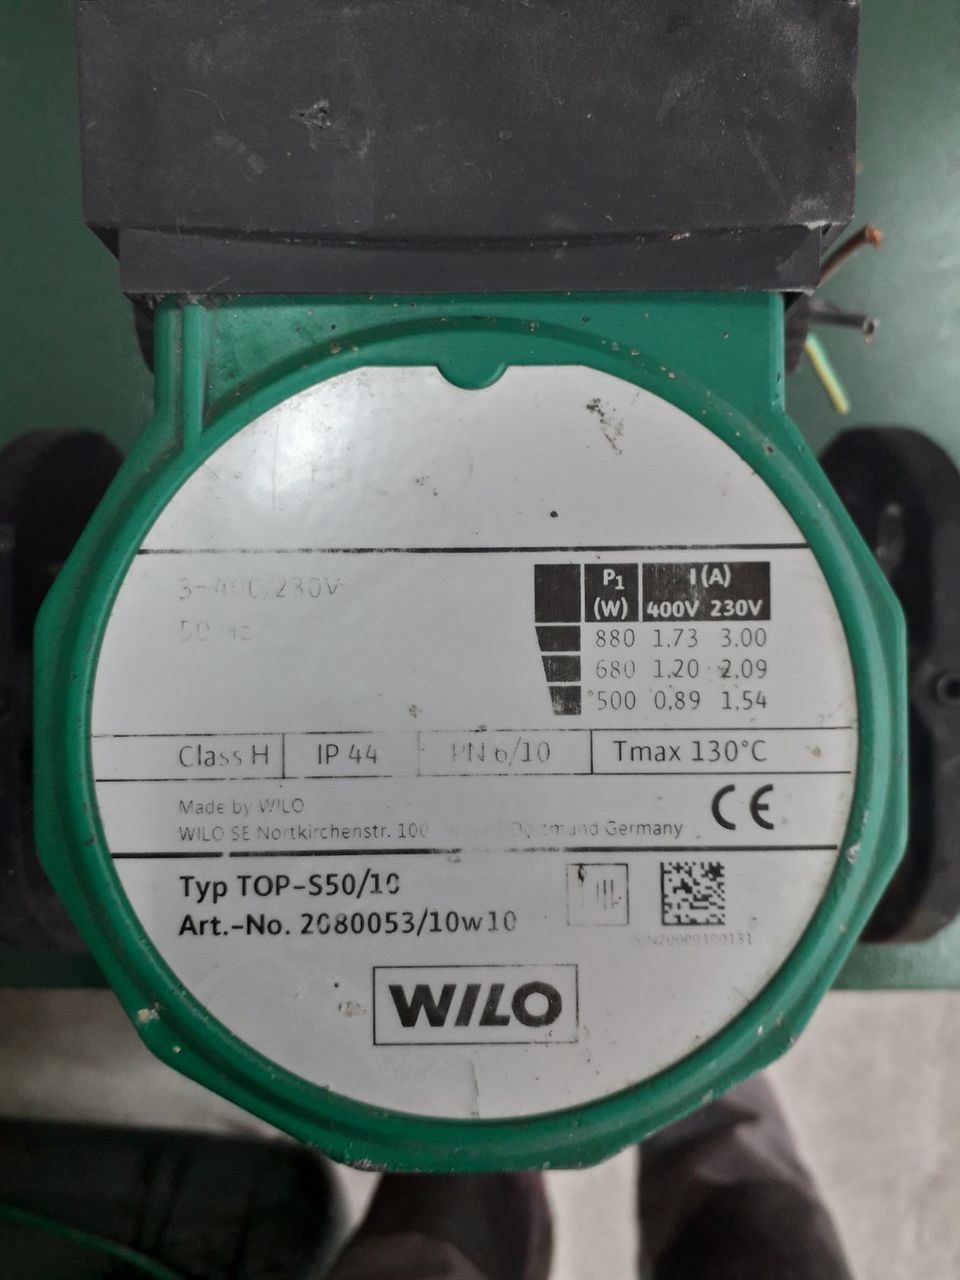 3~400/230V
50 Hz
P1 I (A)
(W) 400V 230V
880 1.73 3.00
680 1.20 2.09
500 0,89 1,54
Class H IP 44 PN 6/10 Tmax 130°C
Made by WILO
WILO SE Nortkirchenstr. 100 Dortmund Germany
CE
Typ TOP-S50/10
Art.-No. 2080053/10w10
WILO